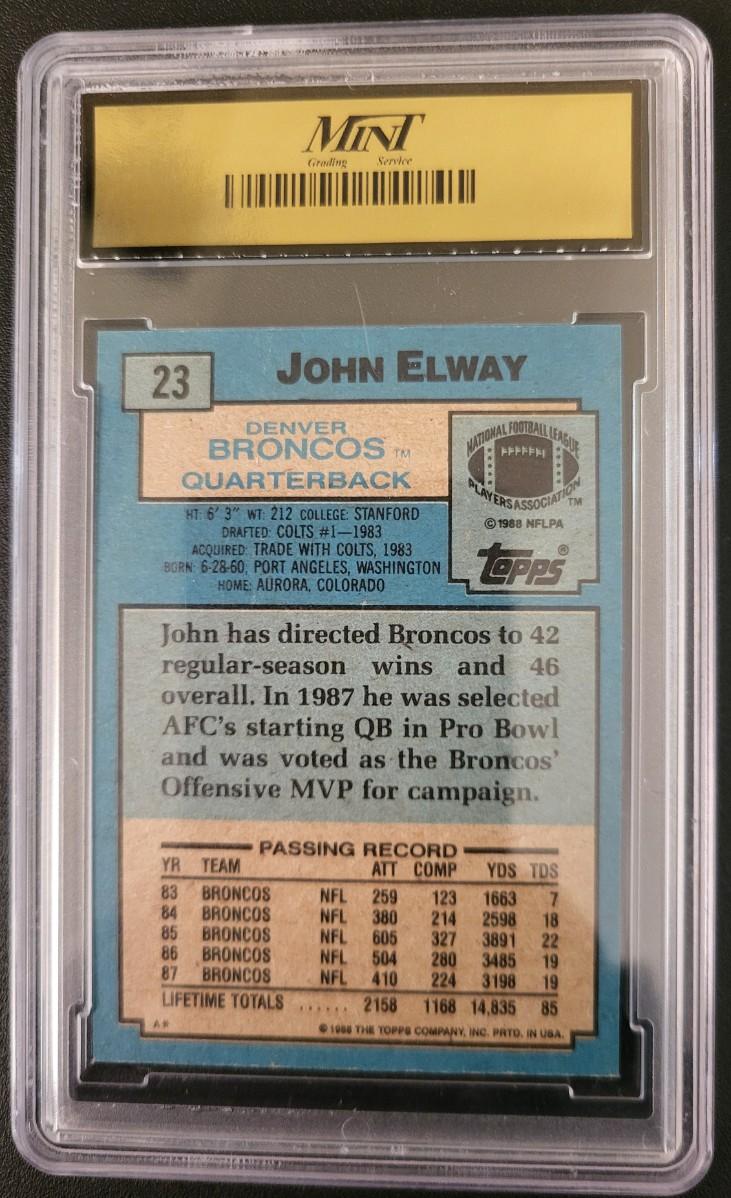 MINT
Grading Service
23
JOHN ELWAY
DENVER
BRONCOS TM
QUARTERBACK
NATIONAL FOOTBALL LEAGUE
PLAYERS ASSOCIATION TM
© 1988 NFLPA
Topps®
HT: 6' 3" WT: 212 COLLEGE: STANFORD
DRAFTED: COLTS #1—1983
ACQUIRED: TRADE WITH COLTS, 1983
BORN: 6-28-60, PORT ANGELES, WASHINGTON
HOME: AURORA, COLORADO
John has directed Broncos to 42
regular-season wins and 46
overall. In 1987 he was selected
AFC's starting QB in Pro Bowl
and was voted as the Broncos'
Offensive MVP for campaign.
PASSING RECORD
YR TEAM ATT COMP YDS TDS
83 BRONCOS NFL 259 123 1663 7
84 BRONCOS NFL 380 214 2598 18
85 BRONCOS NFL 605 327 3891 22
86 BRONCOS NFL 504 280 3485 19
87 BRONCOS NFL 410 224 3198 19
LIFETIME TOTALS ...... 2158 1168 14,835 85
© 1988 THE TOPPS COMPANY, INC. PRTD. IN USA.